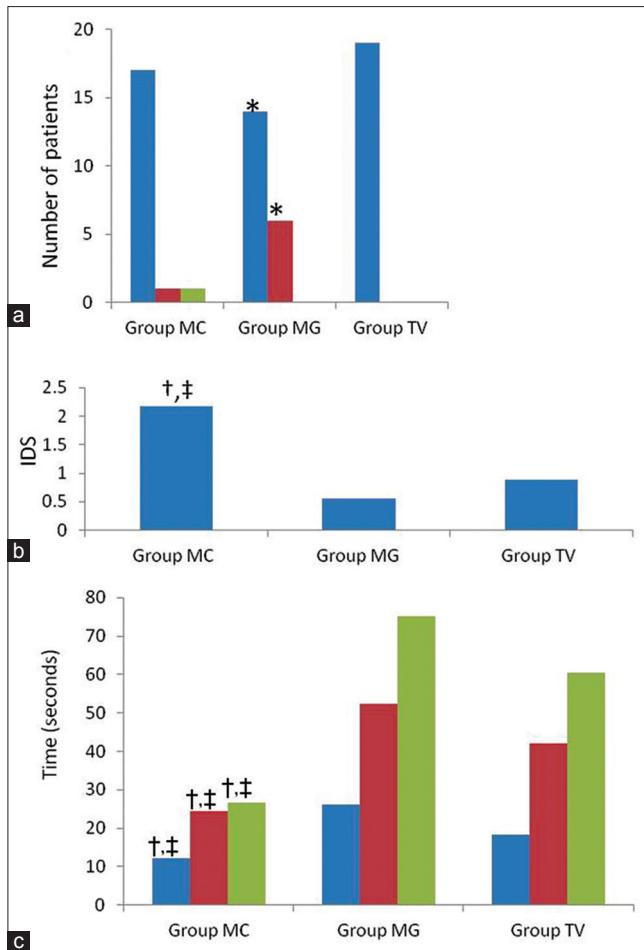 20
15
10
5
0
Number of patients
*
*
Group MC
Group MG
Group TV
a
2.5
2
1.5
1
0.5
0
IDS
†,‡
Group MC
Group MG
Group TV
b
80
70
60
50
40
30
20
10
0
Time (seconds)
†,‡
†,‡
†,‡
Group MC
Group MG
Group TV
c